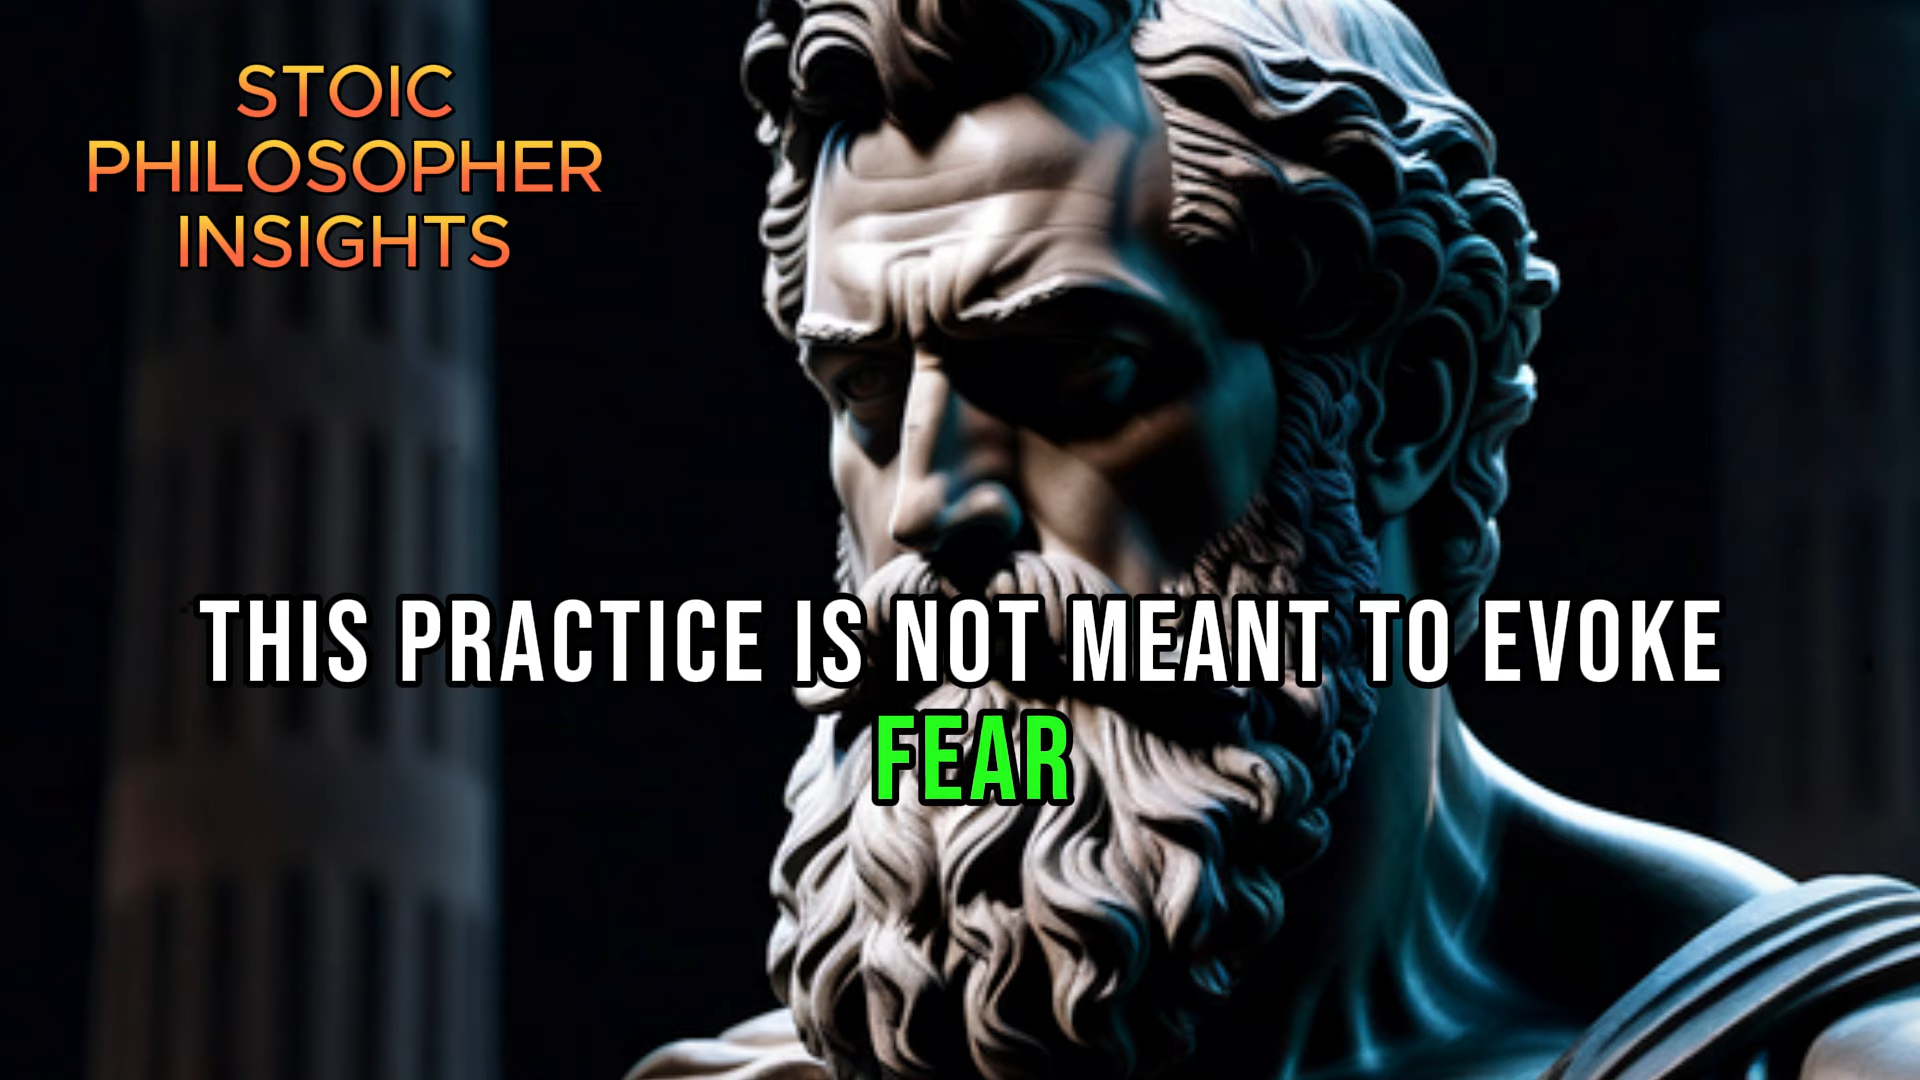 STOIC
PHILOSOPHER
INSIGHTS
THIS PRACTICE IS NOT MEANT TO EVOKE
FEAR